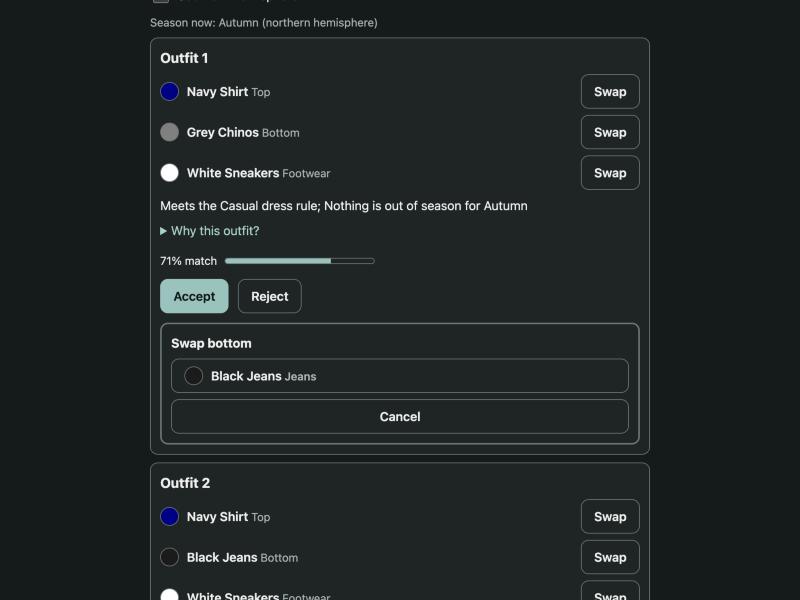 Season now: Autumn (northern hemisphere)
Outfit 1
Navy Shirt Top
Swap
Grey Chinos Bottom
Swap
White Sneakers Footwear
Swap
Meets the Casual dress rule; Nothing is out of season for Autumn
Why this outfit?
71% match
Accept
Reject
Swap bottom
Black Jeans Jeans
Cancel
Outfit 2
Navy Shirt Top
Swap
Black Jeans Bottom
Swap
White Sneakers Footwear
Swap